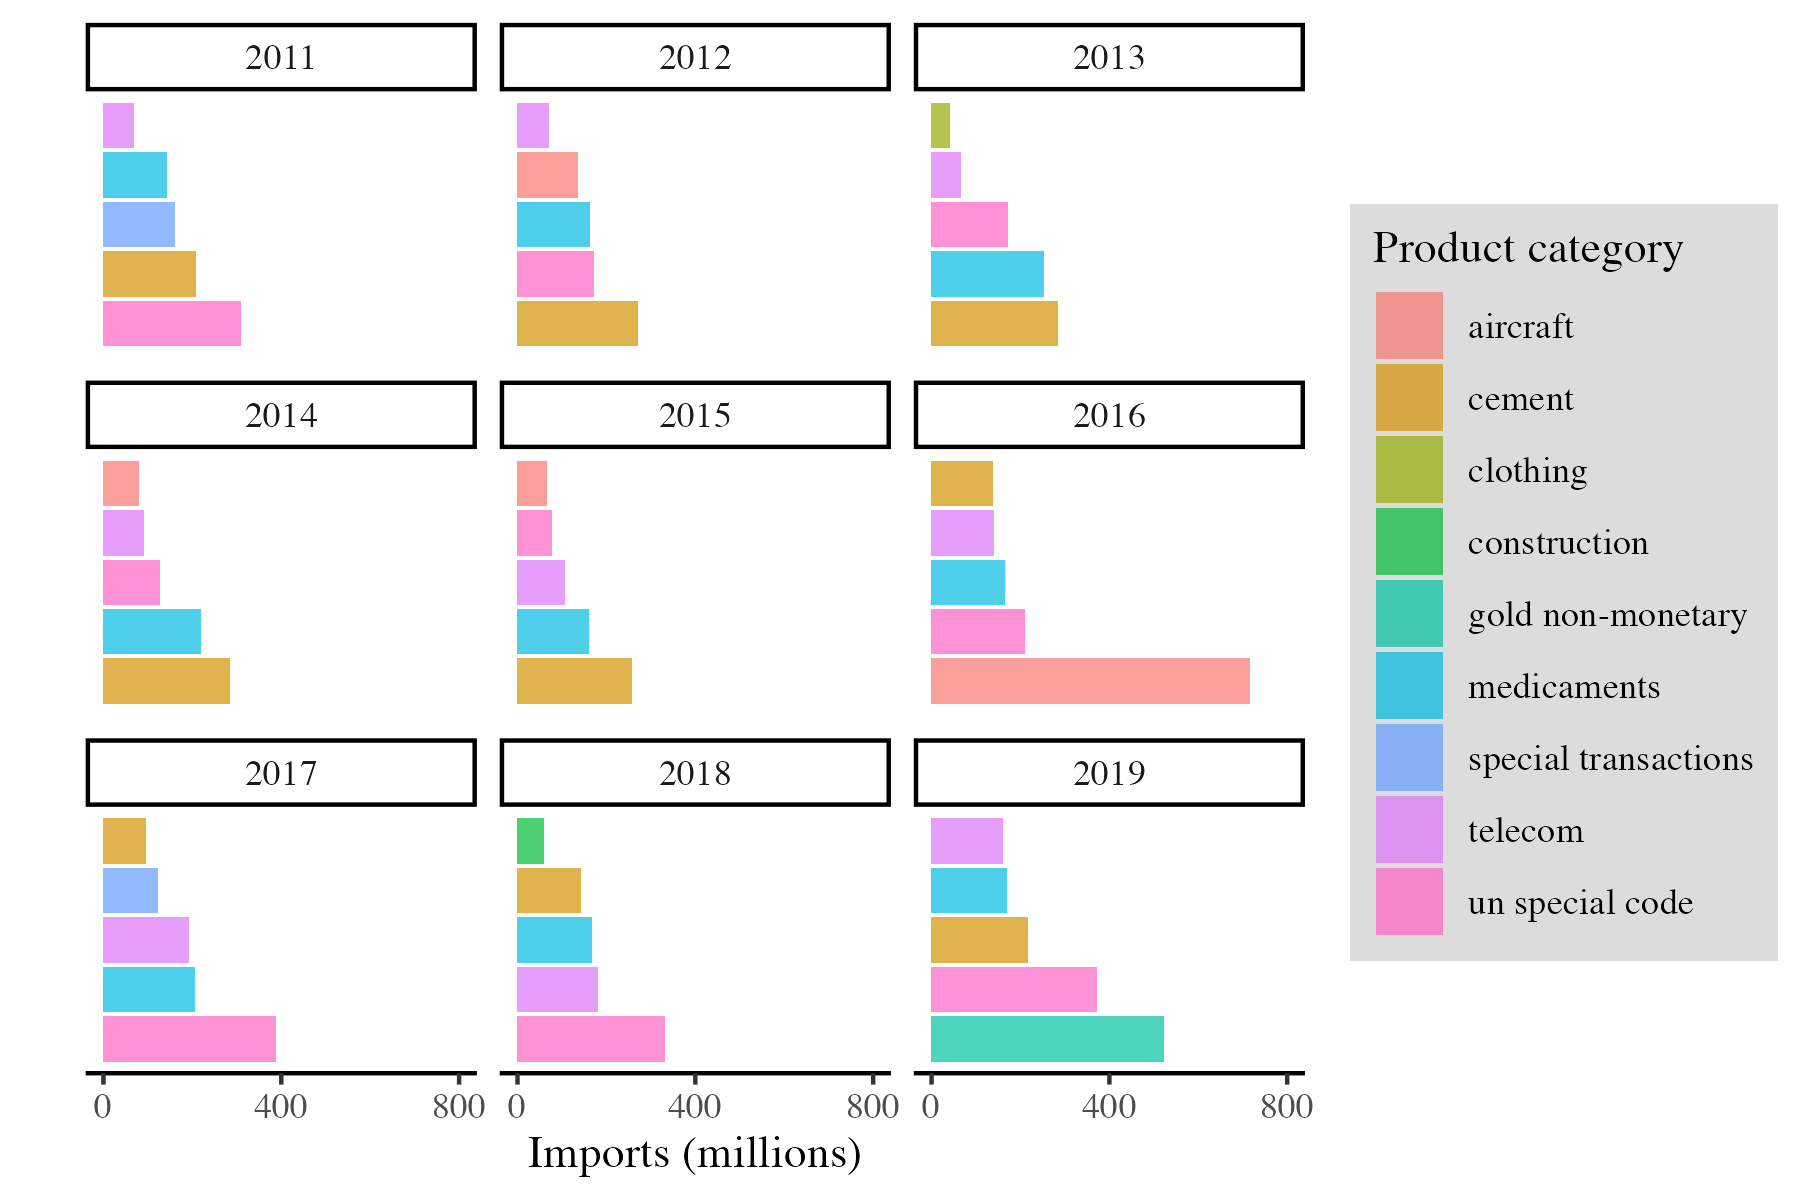 2011
2012
2013
2014
2015
2016
2017
2018
2019
0
400
800
0
400
800
0
400
800
Imports (millions)
Product category
aircraft
cement
clothing
construction
gold non-monetary
medicaments
special transactions
telecom
un special code